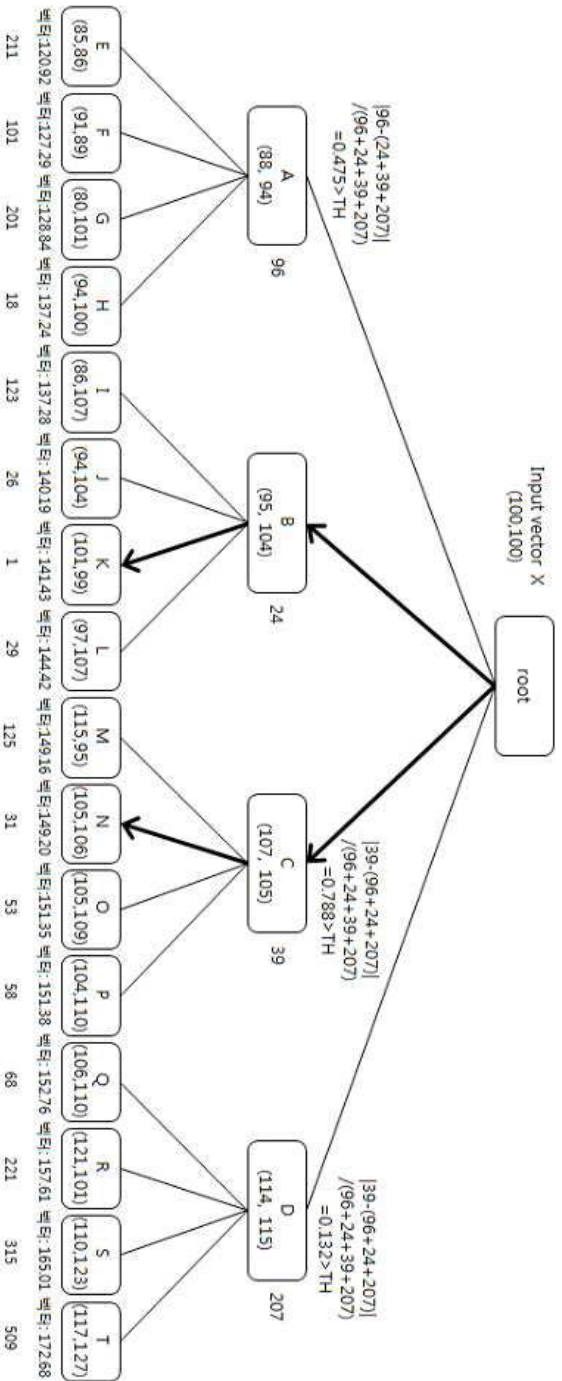 Input vector X
(100,100)
root
|96-(24+39+207)|
/(96+24+39+207)
=0.475>TH
A
(88, 94)
96
B
(95, 104)
24
|39-(96+24+207)|
/(96+24+39+207)
=0.788>TH
C
(107, 105)
39
|39-(96+24+207)|
/(96+24+39+207)
=0.132>TH
D
(114, 115)
207
E
(85,86)
F
(91,89)
G
(80,101)
H
(94,100)
I
(86,107)
J
(94,104)
K
(101,99)
L
(97,107)
M
(115,95)
N
(105,106)
O
(105,109)
P
(104,110)
Q
(106,110)
R
(121,101)
S
(110,123)
T
(117,127)
벡터:120.92 벡터:127.29 벡터:128.84 벡터: 137.24 벡터: 137.28 벡터: 140.19 벡터: 141.43 벡터: 144.42 벡터:149.16 벡터:149.20 벡터:151.35 벡터: 151.38 벡터: 152.76 벡터: 157.61 벡터: 165.01 벡터: 172.68
211 101 201 18 123 26 1 29 125 31 53 58 68 221 315 509